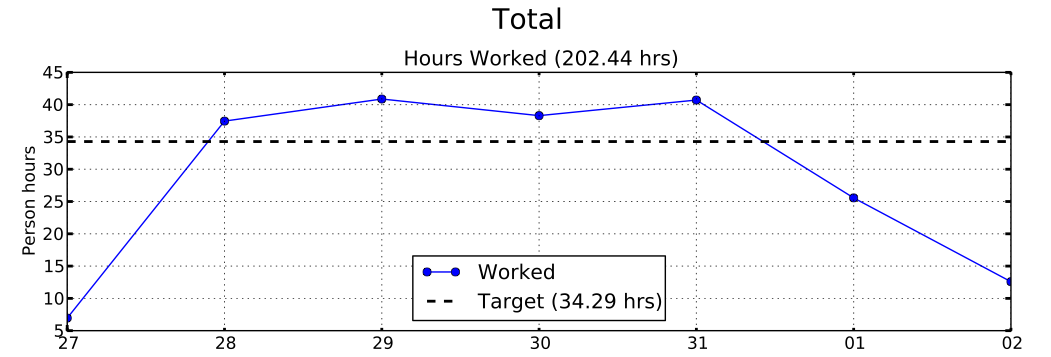 Total
Hours Worked (202.44 hrs)
Person hours
45
40
35
30
25
20
15
10
5
27 28 29 30 31 01 02
Worked
Target (34.29 hrs)